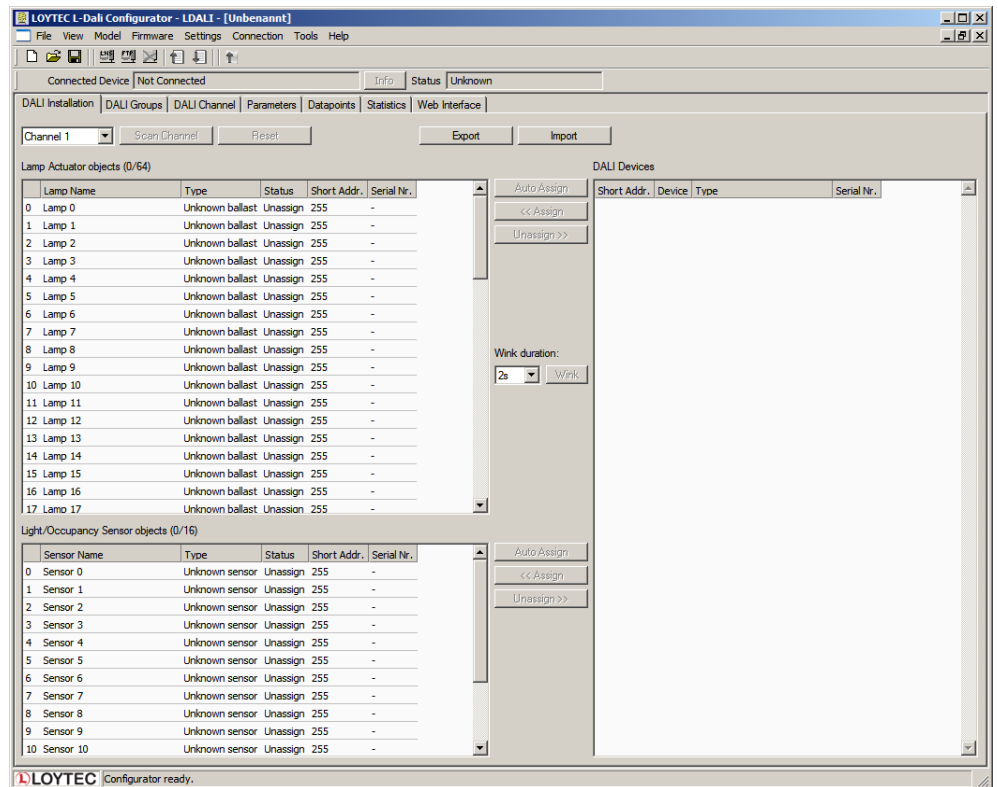 LOYTEC L-Dali Configurator - LDALI - [Unbenannt]
File View Model Firmware Settings Connection Tools Help
Connected Device Not Connected Info Status Unknown
DALI Installation DALI Groups DALI Channel Parameters Datapoints Statistics Web Interface
Channel 1 Scan Channel Reset Export Import
Lamp Actuator objects (0/64)
Lamp Name Type Status Short Addr. Serial Nr.
0 Lamp 0 Unknown ballast Unassign 255 -
1 Lamp 1 Unknown ballast Unassign 255 -
2 Lamp 2 Unknown ballast Unassign 255 -
3 Lamp 3 Unknown ballast Unassign 255 -
4 Lamp 4 Unknown ballast Unassign 255 -
5 Lamp 5 Unknown ballast Unassign 255 -
6 Lamp 6 Unknown ballast Unassign 255 -
7 Lamp 7 Unknown ballast Unassign 255 -
8 Lamp 8 Unknown ballast Unassign 255 -
9 Lamp 9 Unknown ballast Unassign 255 -
10 Lamp 10 Unknown ballast Unassign 255 -
11 Lamp 11 Unknown ballast Unassign 255 -
12 Lamp 12 Unknown ballast Unassign 255 -
13 Lamp 13 Unknown ballast Unassign 255 -
14 Lamp 14 Unknown ballast Unassign 255 -
15 Lamp 15 Unknown ballast Unassign 255 -
16 Lamp 16 Unknown ballast Unassign 255 -
17 Lamp 17 Unknown ballast Unassign 255 -
Auto Assign
<< Assign
Unassign >>
Wink duration:
2s Wink
DALI Devices
Short Addr. Device Type Serial Nr.
Light/Occupancy Sensor objects (0/16)
Sensor Name Type Status Short Addr. Serial Nr.
0 Sensor 0 Unknown sensor Unassign 255 -
1 Sensor 1 Unknown sensor Unassign 255 -
2 Sensor 2 Unknown sensor Unassign 255 -
3 Sensor 3 Unknown sensor Unassign 255 -
4 Sensor 4 Unknown sensor Unassign 255 -
5 Sensor 5 Unknown sensor Unassign 255 -
6 Sensor 6 Unknown sensor Unassign 255 -
7 Sensor 7 Unknown sensor Unassign 255 -
8 Sensor 8 Unknown sensor Unassign 255 -
9 Sensor 9 Unknown sensor Unassign 255 -
10 Sensor 10 Unknown sensor Unassign 255 -
Auto Assign
<< Assign
Unassign >>
LOYTEC Configurator ready.